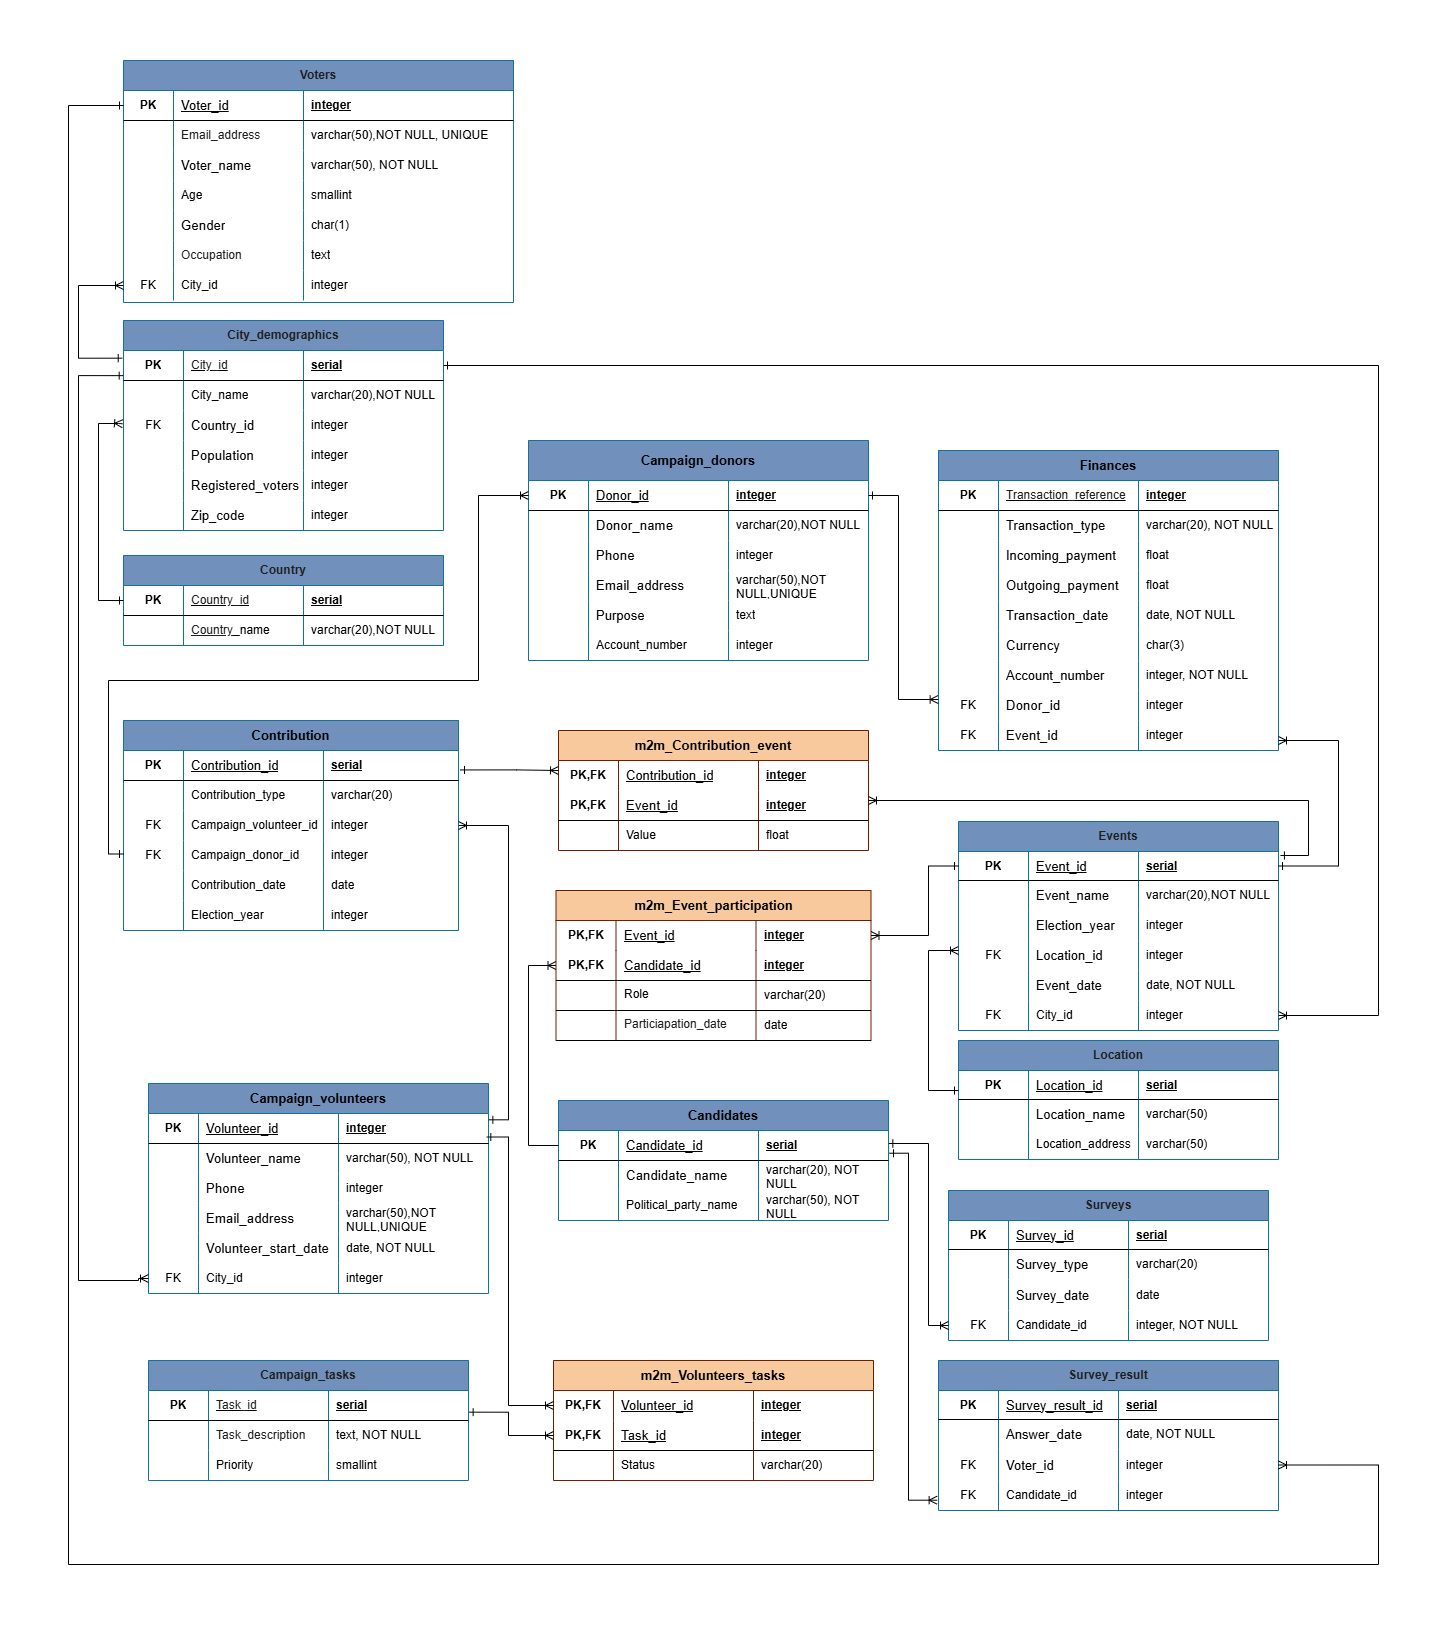 Voters
PK Voter_id integer
Email_address varchar(50),NOT NULL, UNIQUE
Voter_name varchar(50), NOT NULL
Age smallint
Gender char(1)
Occupation text
FK City_id integer
City_demographics
PK City_id serial
City_name varchar(20),NOT NULL
FK Country_id integer
Population integer
Registered_voters integer
Zip_code integer
Country
PK Country_id serial
Country_name varchar(20),NOT NULL
Campaign_donors
PK Donor_id integer
Donor_name varchar(20),NOT NULL
Phone integer
Email_address varchar(50),NOT
NULL,UNIQUE
Purpose text
Account_number integer
Finances
PK Transaction_reference integer
Transaction_type varchar(20), NOT NULL
Incoming_payment float
Outgoing_payment float
Transaction_date date, NOT NULL
Currency char(3)
Account_number integer, NOT NULL
FK Donor_id integer
FK Event_id integer
Contribution
PK Contribution_id serial
Contribution_type varchar(20)
FK Campaign_volunteer_id integer
FK Campaign_donor_id integer
Contribution_date date
Election_year integer
m2m_Contribution_event
PK,FK Contribution_id integer
PK,FK Event_id integer
Value float
Events
PK Event_id serial
Event_name varchar(20),NOT NULL
Election_year integer
FK Location_id integer
Event_date date, NOT NULL
FK City_id integer
m2m_Event_participation
PK,FK Event_id integer
PK,FK Candidate_id integer
Role varchar(20)
Particiapation_date date
Location
PK Location_id serial
Location_name varchar(50)
Location_address varchar(50)
Campaign_volunteers
PK Volunteer_id integer
Volunteer_name varchar(50), NOT NULL
Phone integer
Email_address varchar(50),NOT
NULL,UNIQUE
Volunteer_start_date date, NOT NULL
FK City_id integer
Candidates
PK Candidate_id serial
Candidate_name varchar(20), NOT
NULL
Political_party_name varchar(50), NOT
NULL
Surveys
PK Survey_id serial
Survey_type varchar(20)
Survey_date date
FK Candidate_id integer, NOT NULL
Campaign_tasks
PK Task_id serial
Task_description text, NOT NULL
Priority smallint
m2m_Volunteers_tasks
PK,FK Volunteer_id integer
PK,FK Task_id integer
Status varchar(20)
Survey_result
PK Survey_result_id serial
Answer_date date, NOT NULL
FK Voter_id integer
FK Candidate_id integer